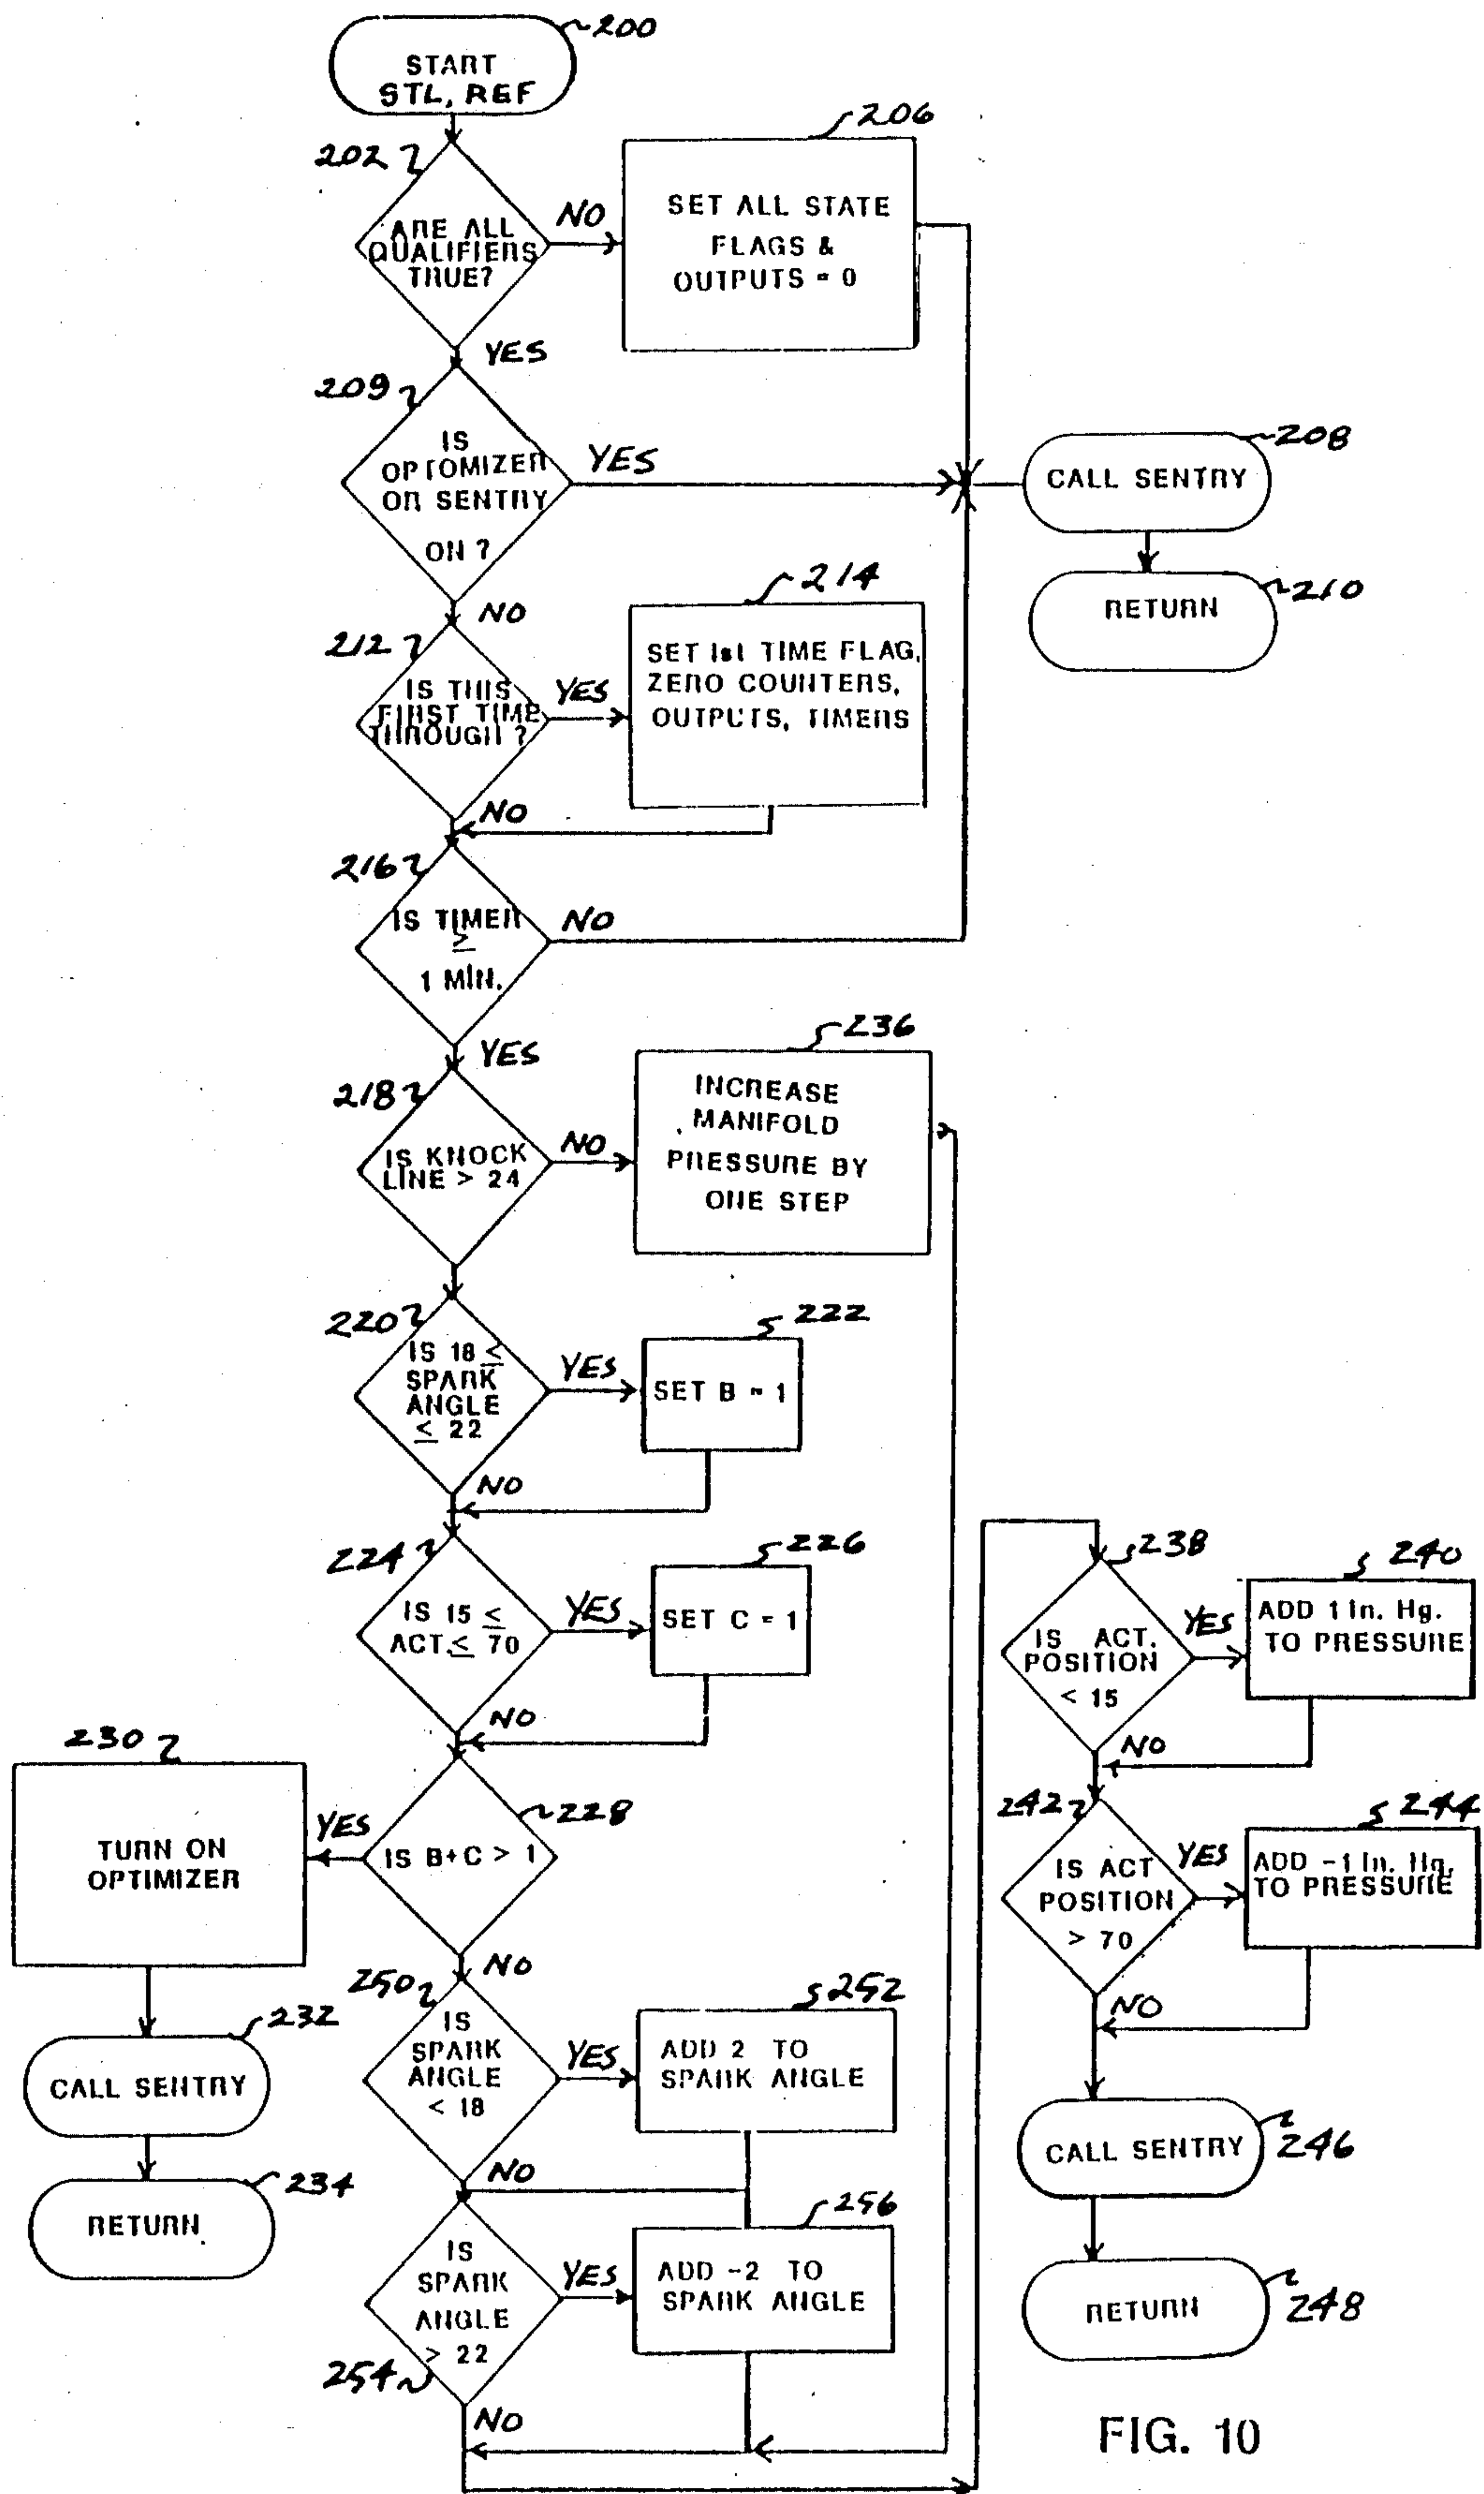 200
START
STL, REF
202
ARE ALL
QUALIFIERS
TRUE?
NO
206
SET ALL STATE
FLAGS &
OUTPUTS = 0
YES
209
IS
OPTOMIZER
OR SENTRY
ON ?
YES
208
CALL SENTRY
210
RETURN
NO
212
IS THIS
FIRST TIME
THROUGH ?
YES
214
SET 1st TIME FLAG,
ZERO COUNTERS,
OUTPUTS, TIMERS
NO
216
IS TIMER
≥
1 MIN.
NO
YES
218
IS KNOCK
LINE > 24
NO
236
INCREASE
MANIFOLD
PRESSURE BY
ONE STEP
220
IS 18 ≤
SPARK
ANGLE
≤ 22
YES
222
SET B = 1
NO
224
IS 15 ≤
ACT. ≤ 70
YES
226
SET C = 1
NO
228
IS B+C > 1
YES
230
TURN ON
OPTIMIZER
232
CALL SENTRY
234
RETURN
NO
250
IS
SPARK
ANGLE
< 18
YES
252
ADD 2 TO
SPARK ANGLE
NO
254
IS
SPARK
ANGLE
> 22
YES
256
ADD -2 TO
SPARK ANGLE
NO
238
IS ACT.
POSITION
< 15
YES
240
ADD 1 In. Hg.
TO PRESSURE
NO
242
IS ACT
POSITION
> 70
YES
244
ADD -1 In. Hg.
TO PRESSURE
NO
CALL SENTRY
246
RETURN
248
FIG. 10